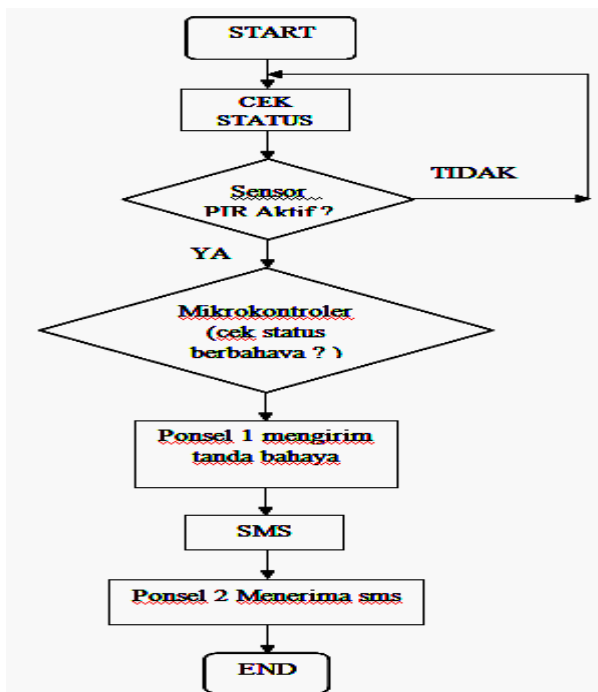 START
CEK
STATUS
Sensor
PIR Aktif ?
TIDAK
YA
Mikrokontroler
(cek status
berbahaya ? )
Ponsel 1 mengirim
tanda bahaya
SMS
Ponsel 2 Menerima sms
END